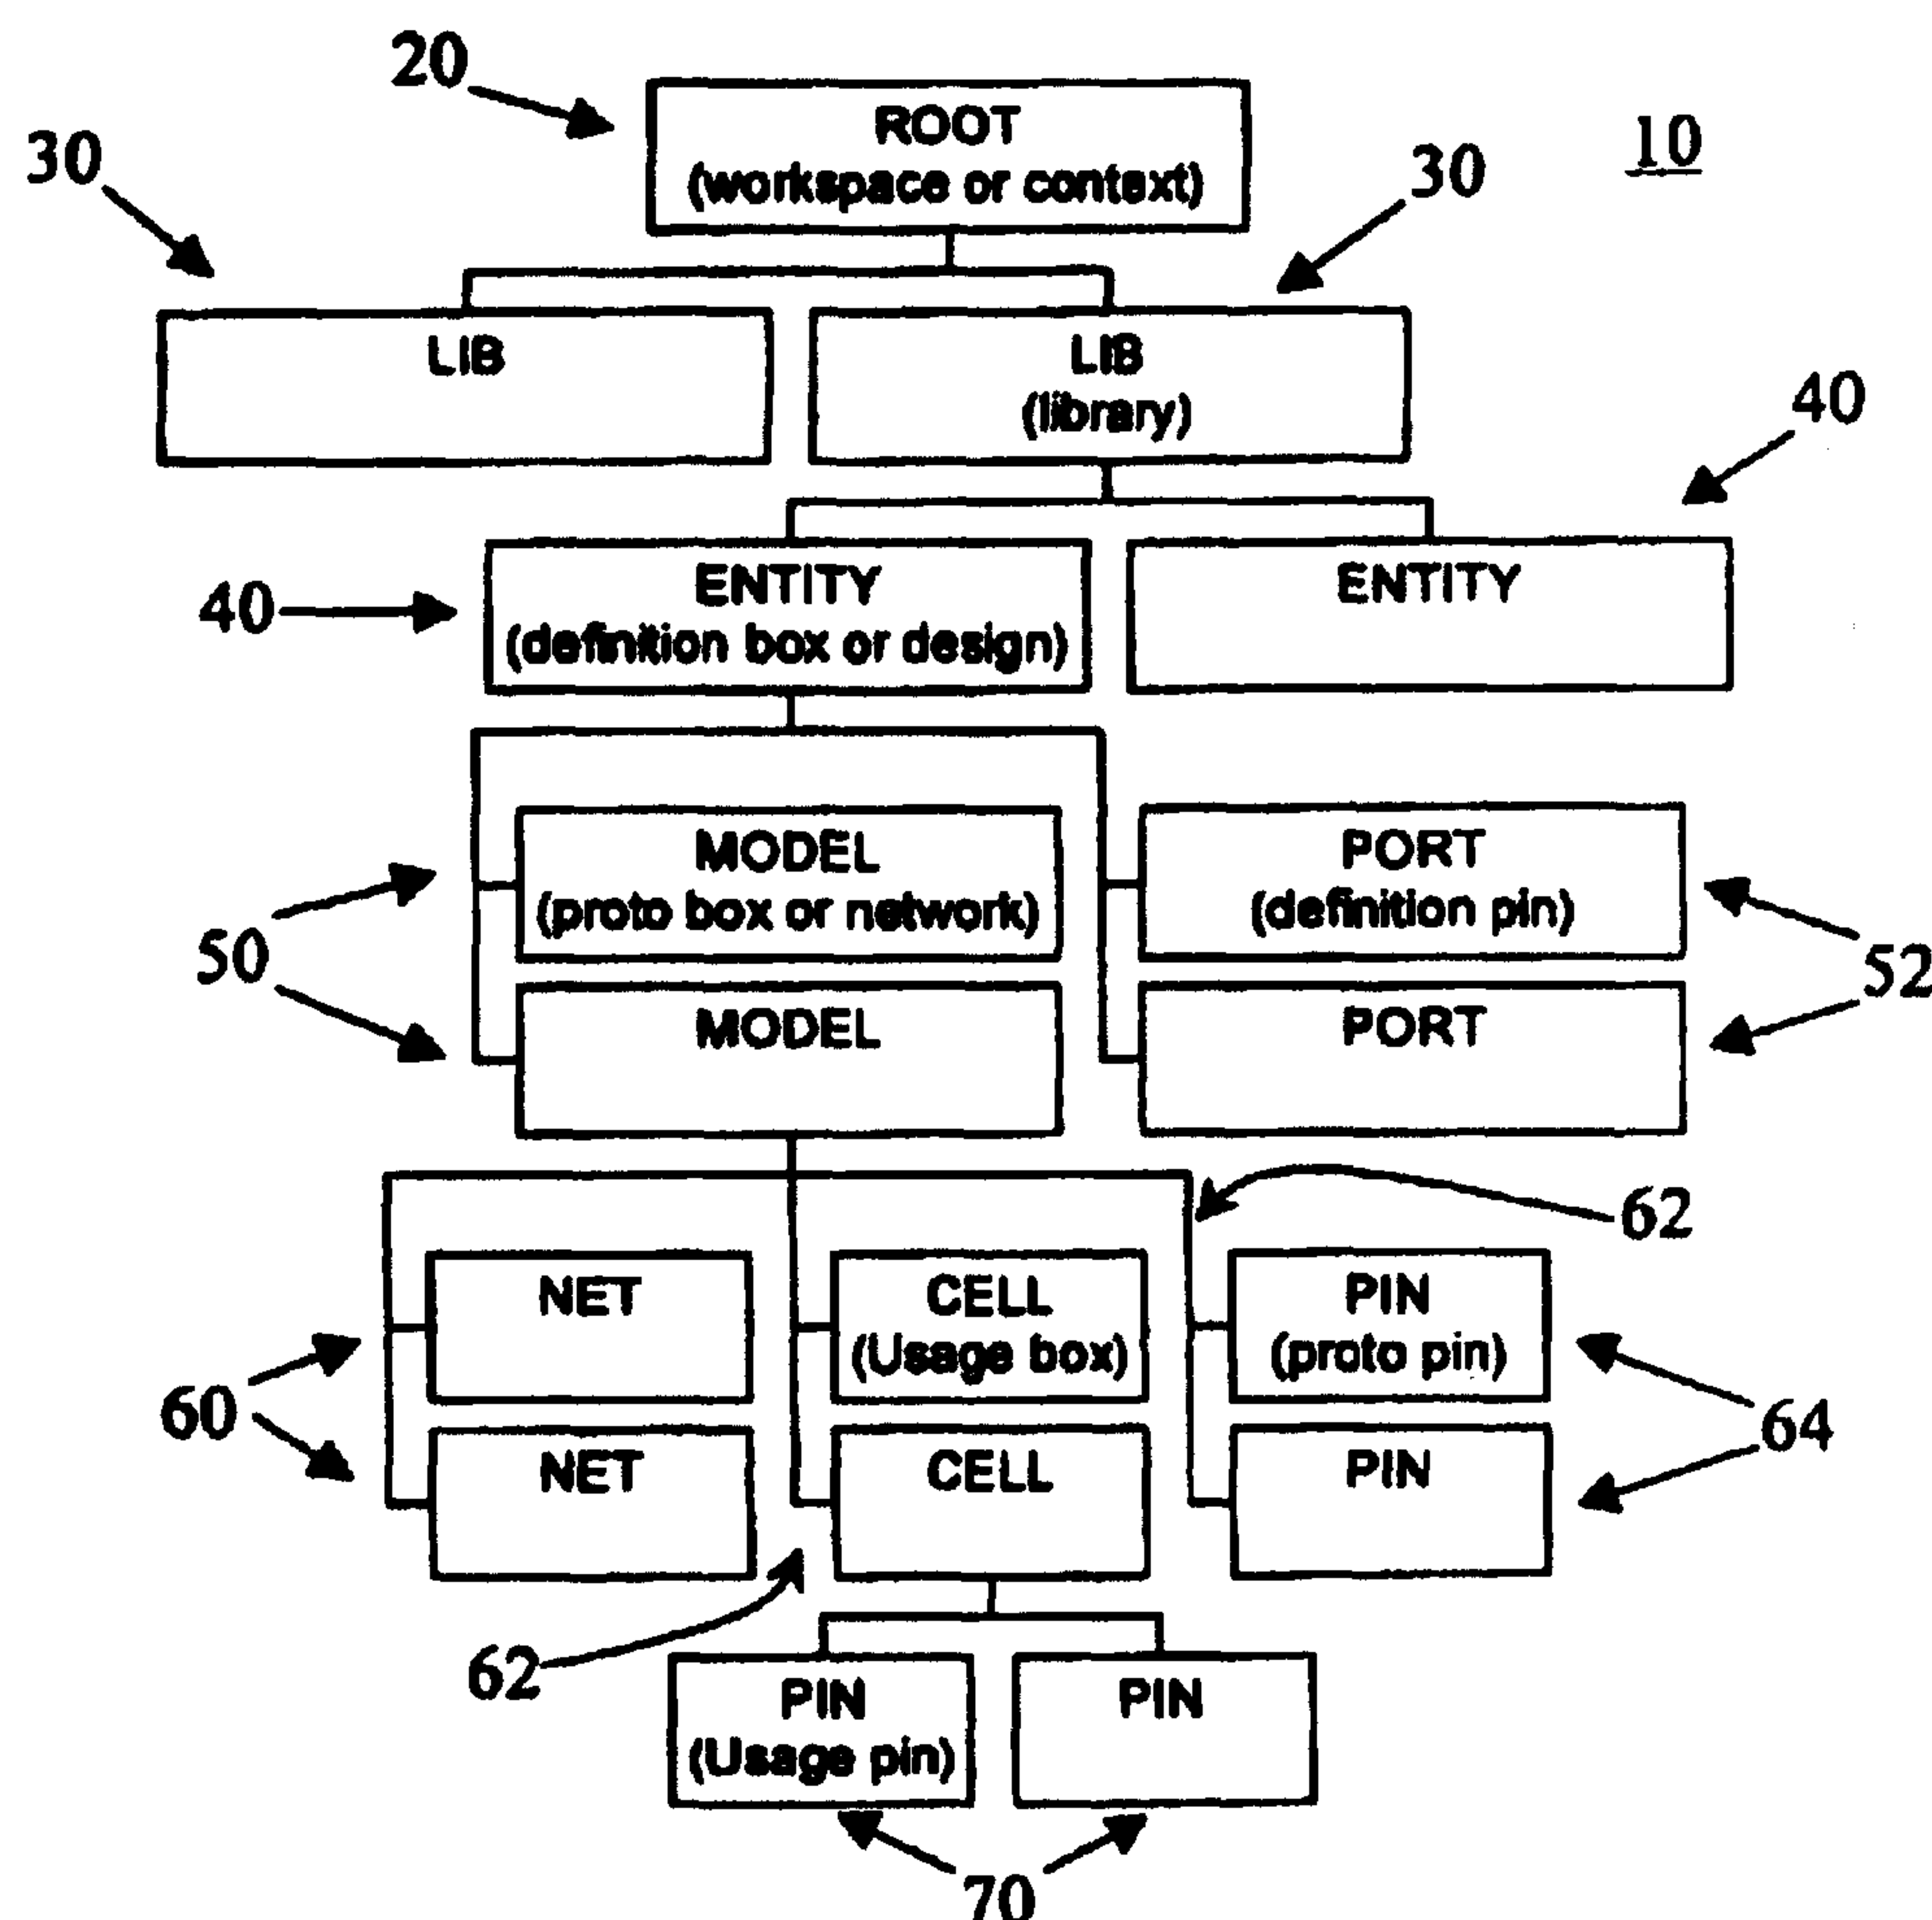 20
ROOT
(workspace or context)
10
30
30
LIB
LIB
(library)
40
40
ENTITY
(definition box or design)
ENTITY
50
MODEL
(proto box or network)
PORT
(definition pin)
52
MODEL
PORT
62
NET
CELL
(Usage box)
PIN
(proto pin)
60
64
NET
CELL
PIN
62
PIN
(Usage pin)
PIN
70